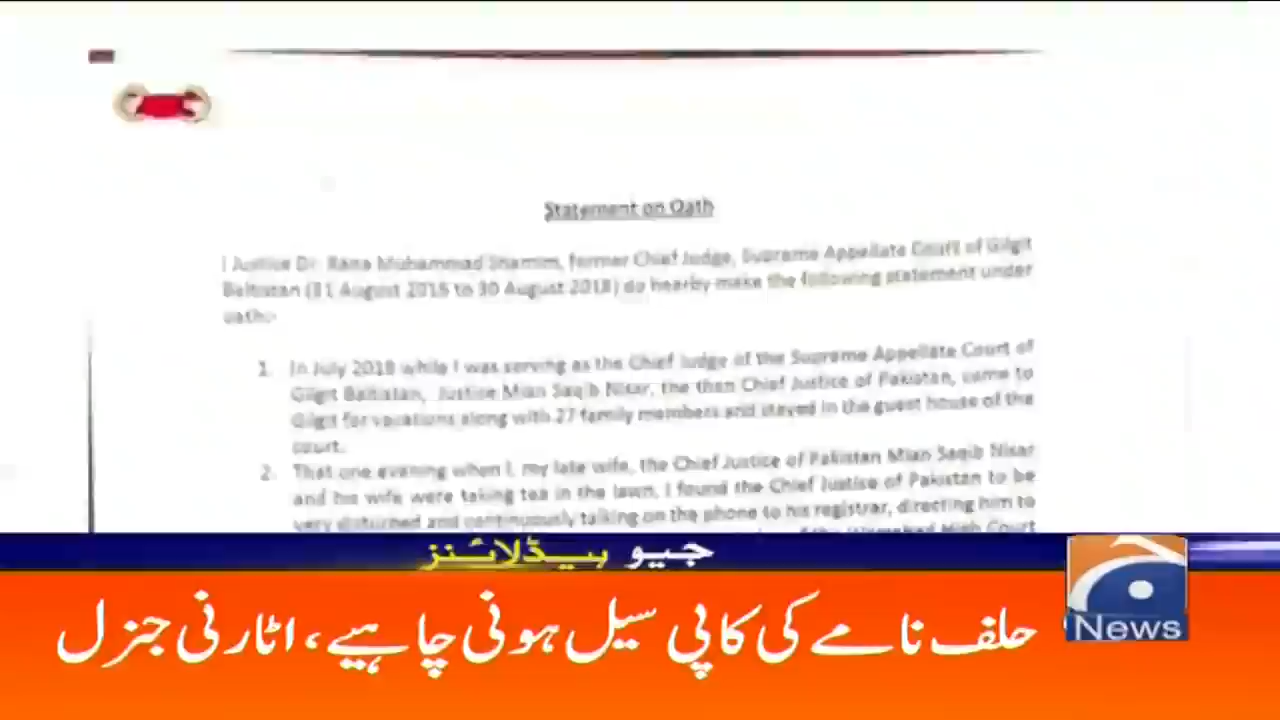 Statement on Oath
I Justice Dr. Rana Muhammad Shamim, former Chief Judge, Supreme Appellate Court of Gilgit
Baltistan (31 August 2015 to 30 August 2018) do hearby make the following statement under
oath:-
1. In July 2018 while I was serving as the Chief Judge of the Supreme Appellate Court of
Gilgit Baltistan, Justice Mian Saqib Nisar, the then Chief Justice of Pakistan, came to
Gilgit for vacations along with 27 family members and stayed in the guest house of the
court.
2. That one evening when I, my late wife, the Chief Justice of Pakistan Mian Saqib Nisar
and his wife were taking tea in the lawn, I found the Chief Justice of Pakistan to be
very disturbed and continuously talking on the phone to his registrar, directing him to
High Court
جیو ہیڈلائنز
حلف نامے کی کاپی سیل ہونی چاہیے، اٹارنی جنرل
News